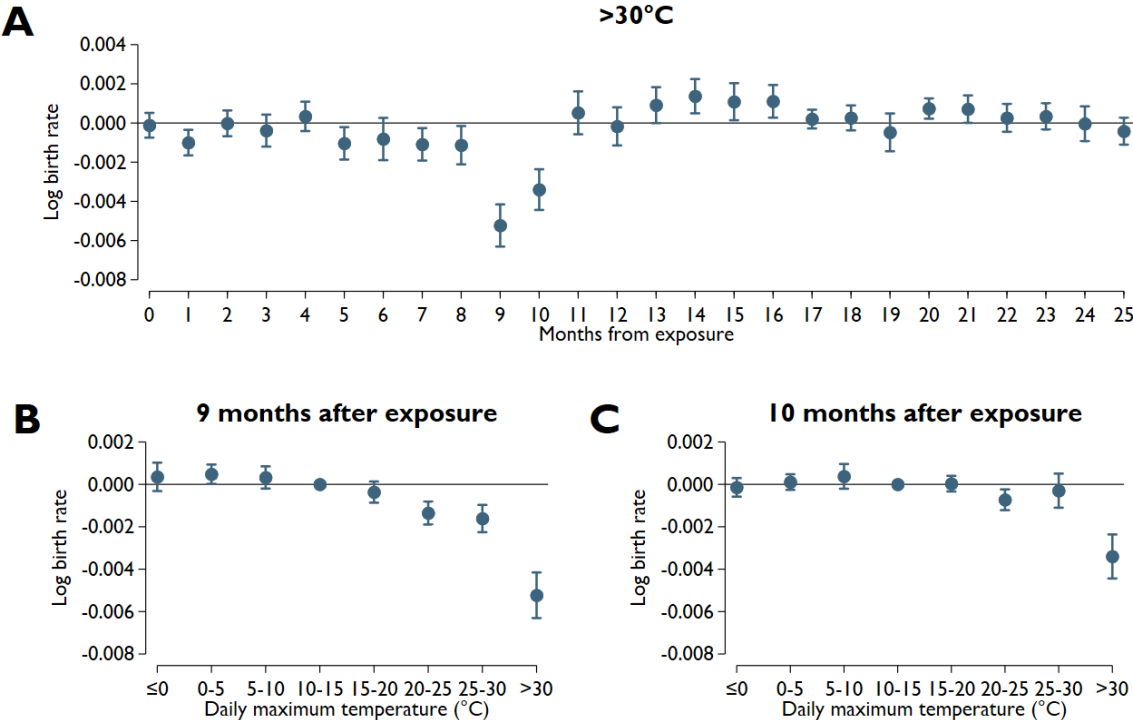 A
>30°C
0.004
0.002
0.000
-0.002
-0.004
-0.006
-0.008
Log birth rate
0 1 2 3 4 5 6 7 8 9 10 11 12 13 14 15 16 17 18 19 20 21 22 23 24 25
Months from exposure
B
9 months after exposure
0.002
0.000
-0.002
-0.004
-0.006
-0.008
Log birth rate
≤0 0-5 5-10 10-15 15-20 20-25 25-30 >30
Daily maximum temperature (°C)
C
10 months after exposure
0.002
0.000
-0.002
-0.004
-0.006
-0.008
Log birth rate
≤0 0-5 5-10 10-15 15-20 20-25 25-30 >30
Daily maximum temperature (°C)